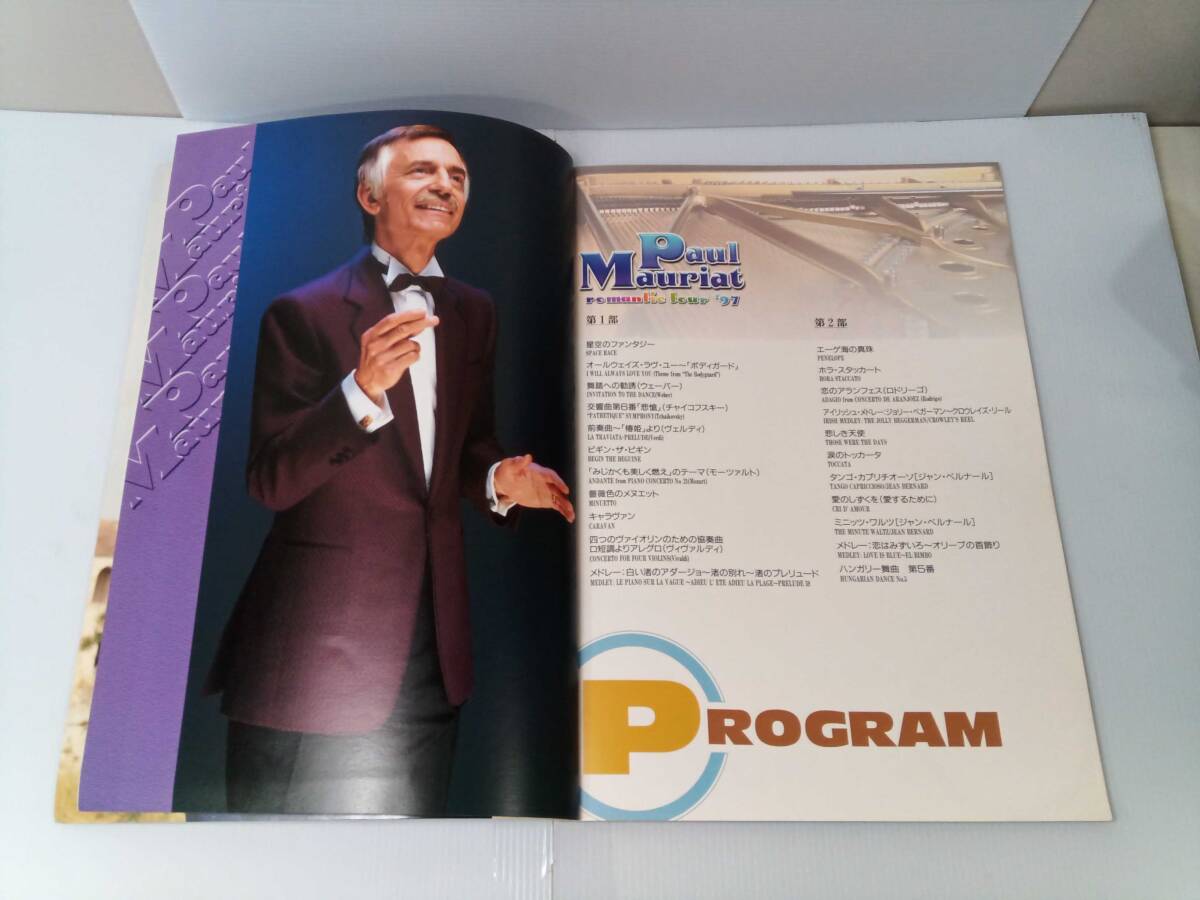 Paul
Mauriat
romantic tour '97
第1部
星空のファンタジー
SPACE RACE
オールウェイズ・ラヴ・ユー〜「ボディガード」
I WILL ALWAYS LOVE YOU (Theme from "The Bodyguard")
舞踏への勧誘(ウェーバー)
INVITATION TO THE DANCE(Weber)
交響曲第6番「悲愴」(チャイコフスキー)
"PATHETIQUE" SYMPHONY(Tchaikovsky)
前奏曲〜「椿姫」より(ヴェルディ)
LA TRAVIATA-PRELUDE(Verdi)
ビギン・ザ・ビギン
BEGIN THE BEGUINE
「みじかくも美しく燃え」のテーマ(モーツァルト)
ANDANTE from PIANO CONCERTO No 21(Mozart)
薔薇色のメヌエット
MINUETTO
キャラヴァン
CARAVAN
四つのヴァイオリンのための協奏曲
ロ短調よりアレグロ(ヴィヴァルディ)
CONCERTO FOR FOUR VIOLINS(Vivaldi)
メドレー:白い渚のアダージョ〜渚の別れ〜渚のプレリュード
MEDLEY: LE PIANO SUR LA VAGUE ~ADIEU L' ETE ADIEU LA PLAGE~PRELUDE 59
第2部
エーゲ海の真珠
PENELOPE
ホラ・スタッカート
HORA STACCATO
恋のアランフェス(ロドリーゴ)
ADAGIO from CONCERTO DE ARANJOEZ (Rodrigo)
アイリッシュ・メドレー:ジョリー・ベガーマン〜クロウレイズ・リール
IRISH MEDLEY: THE JOLLY BEGGERMAN/CROWLEY'S REEL
悲しき天使
THOSE WERE THE DAYS
涙のトッカータ
TOCCATA
タンゴ・カプリチオーソ[ジャン・ベルナール]
TANGO CAPRICCIOSO/JEAN BERNARD
愛のしずくを(愛するために)
CRI D' AMOUR
ミニッツ・ワルツ[ジャン・ベルナール]
THE MINUTE WALTZ/JEAN BERNARD
メドレー:恋はみずいろ〜オリーブの首飾り
MEDLEY: LOVE IS BLUE~EL BIMBO
ハンガリー舞曲 第5番
HUNGARIAN DANCE No.5
PROGRAM